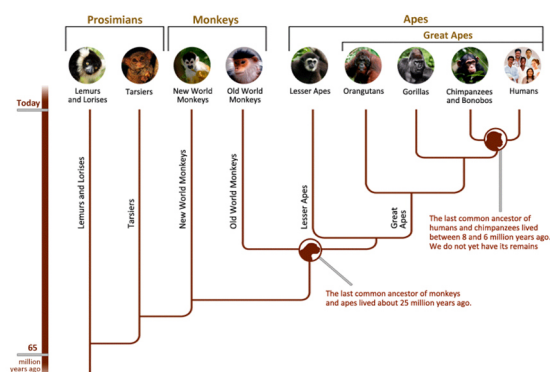 Prosimians
Monkeys
Apes
Great Apes
Lemurs
and Lorises
Tarsiers
New World
Monkeys
Old World
Monkeys
Lesser Apes
Orangutans
Gorillas
Chimpanzees
and Bonobos
Humans
Today
Lemurs and Lorises
Tarsiers
New World Monkeys
Old World Monkeys
Lesser Apes
Great
Apes
The last common ancestor of
humans and chimpanzees lived
between 8 and 6 million years ago.
We do not yet have its remains
The last common ancestor of monkeys
and apes lived about 25 million years ago.
65
million
years ago